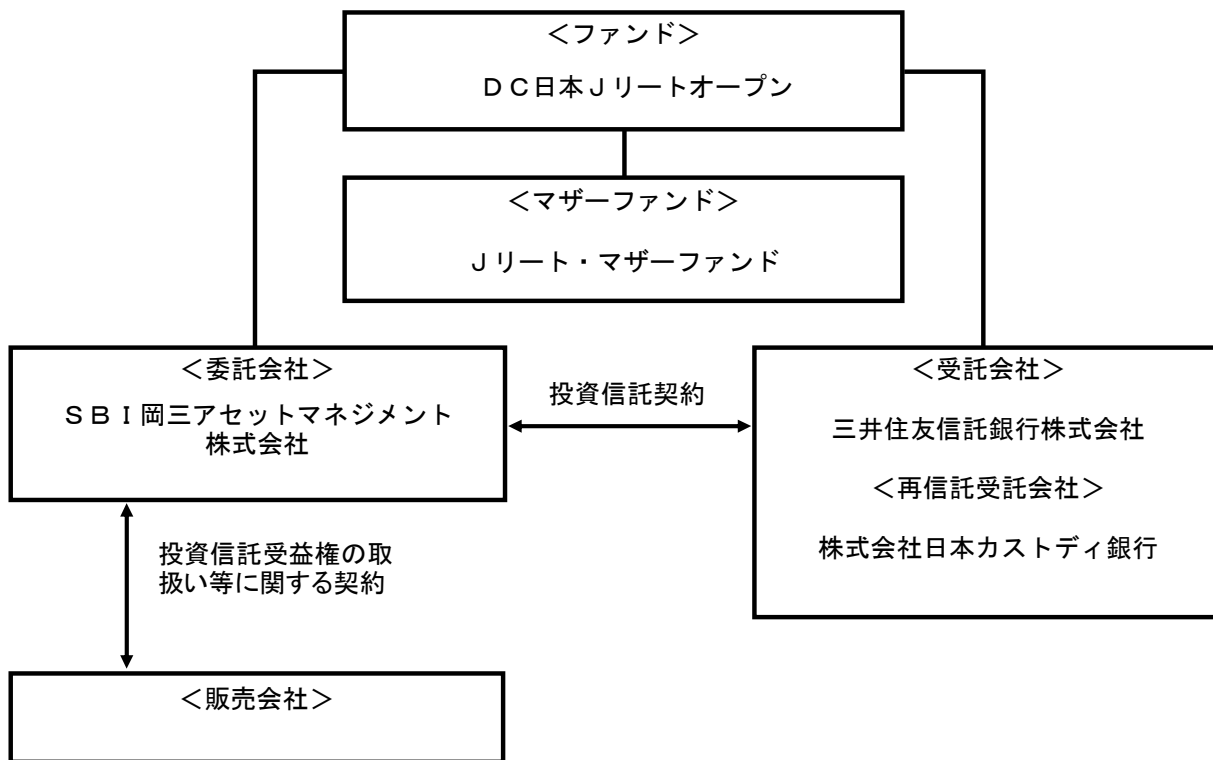 ＜ファンド＞
ＤＣ日本Ｊリートオープン
＜マザーファンド＞
Ｊリート・マザーファンド
＜委託会社＞
ＳＢＩ岡三アセットマネジメント
株式会社
投資信託契約
＜受託会社＞
三井住友信託銀行株式会社
＜再信託受託会社＞
株式会社日本カストディ銀行
投資信託受益権の取
扱い等に関する契約
＜販売会社＞